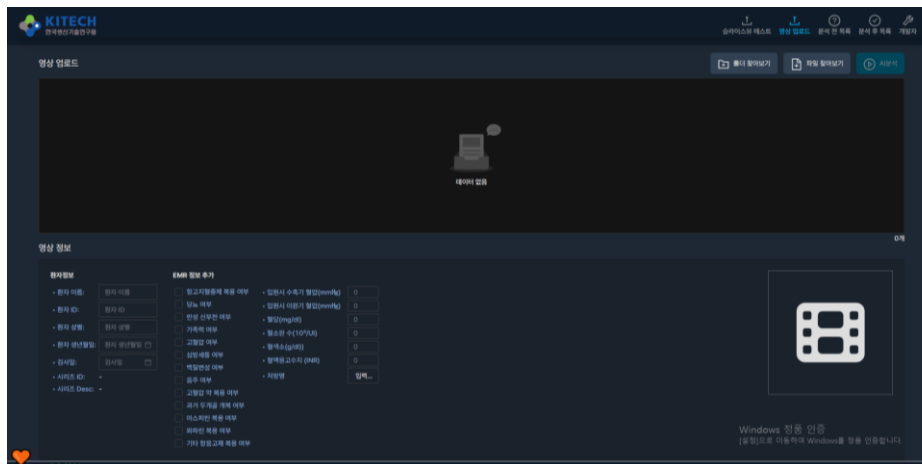 KITECH
한국생산기술연구원
슬라이스뷰 테스트
영상 업로드
분석 전 목록
분석 후 목록
개발자
영상 업로드
폴더 찾아보기
파일 찾아보기
AI분석
데이터 없음
0개
영상 정보
환자정보
• 환자 이름: 환자 이름
• 환자 ID: 환자 ID
• 환자 성별: 환자 성별
• 환자 생년월일: 환자 생년월일
• 검사일: 검사일
• 시리즈 ID: -
• 시리즈 Desc: -
EMR 정보 추가
항고지혈증제 복용 여부
당뇨 여부
만성 신부전 여부
가족력 여부
고혈압 여부
심방세동 여부
백질변성 여부
음주 여부
고혈압 약 복용 여부
과거 두개골 개복 여부
아스피린 복용 여부
와파린 복용 여부
기타 항응고제 복용 여부
• 입원시 수축기 혈압(mmHg) 0
• 입원시 이완기 혈압(mmHg) 0
• 혈당(mg/dl) 0
• 혈소판 수(10³/Ul) 0
• 혈색소(g/dl) 0
• 혈액응고수치 (INR) 0
• 처방명 입력...
Windows 정품 인증
[설정]으로 이동하여 Windows를 정품 인증합니다.